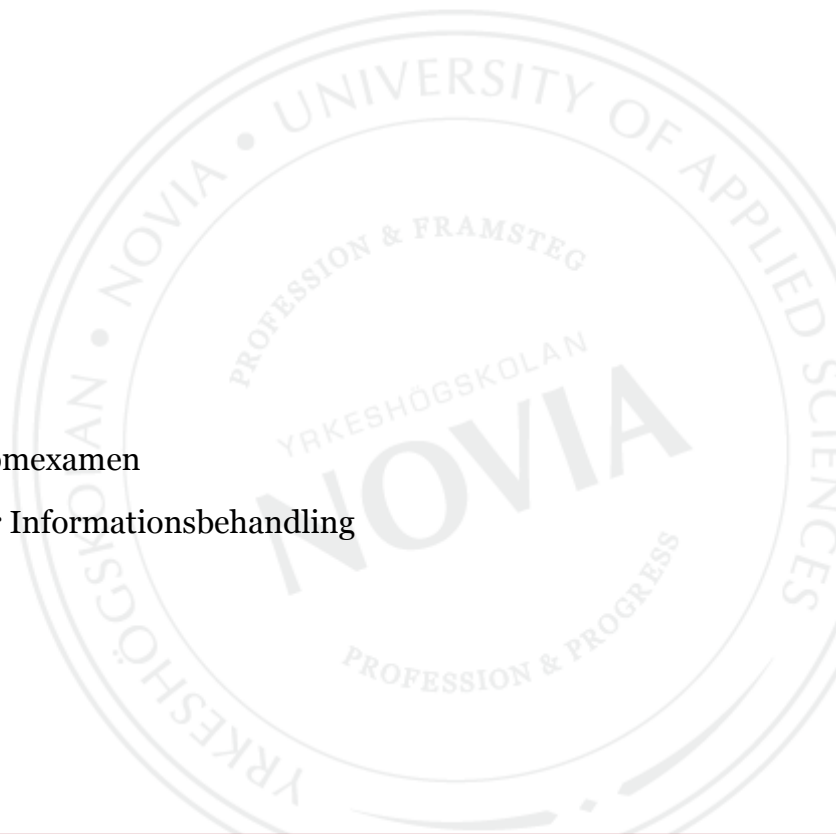 YRKESHÖGSKOLAN • NOVIA • UNIVERSITY OF APPLIED SCIENCES
PROFESSION & FRAMSTEG
YRKESHÖGSKOLAN
NOVIA
omexamen
Informationsbehandling
PROFESSION & PROGRESS